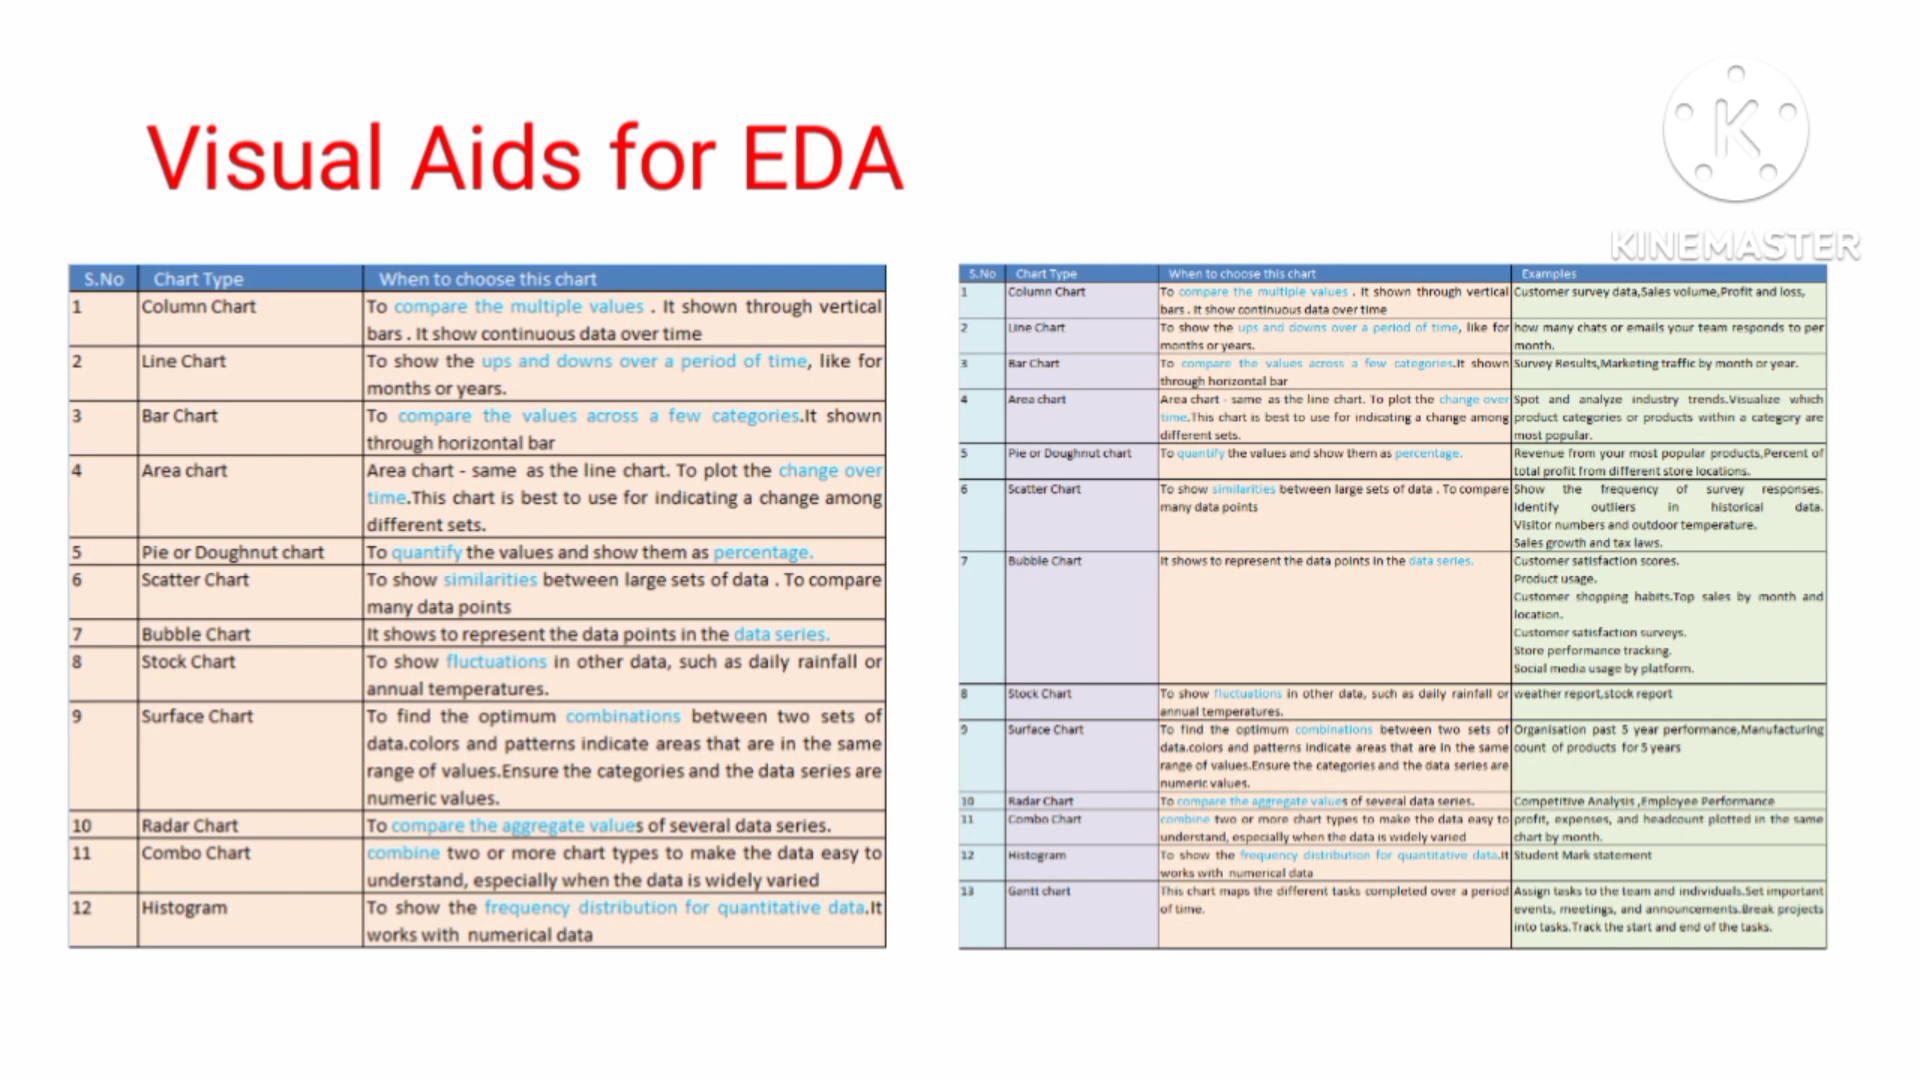 Visual Aids for EDA
K
KINEMASTER
S.No Chart Type When to choose this chart
1 Column Chart To compare the multiple values . It shown through vertical
bars . It show continuous data over time
2 Line Chart To show the ups and downs over a period of time, like for
months or years.
3 Bar Chart To compare the values across a few categories.It shown
through horizontal bar
4 Area chart Area chart - same as the line chart. To plot the change over
time.This chart is best to use for indicating a change among
different sets.
5 Pie or Doughnut chart To quantify the values and show them as percentage.
6 Scatter Chart To show similarities between large sets of data . To compare
many data points
7 Bubble Chart It shows to represent the data points in the data series.
8 Stock Chart To show fluctuations in other data, such as daily rainfall or
annual temperatures.
9 Surface Chart To find the optimum combinations between two sets of
data.colors and patterns indicate areas that are in the same
range of values.Ensure the categories and the data series are
numeric values.
10 Radar Chart To compare the aggregate values of several data series.
11 Combo Chart combine two or more chart types to make the data easy to
understand, especially when the data is widely varied
12 Histogram To show the frequency distribution for quantitative data.It
works with numerical data
S.No Chart Type When to choose this chart Examples
1 Column Chart To compare the multiple values . It shown through vertical Customer survey data,Sales volume,Profit and loss,
bars . It show continuous data over time
2 Line Chart To show the ups and downs over a period of time, like for how many chats or emails your team responds to per
months or years. month.
3 Bar Chart To compare the values across a few categories.It shown Survey Results,Marketing traffic by month or year.
through horizontal bar
4 Area chart Area chart - same as the line chart. To plot the change over Spot and analyze industry trends.Visualize which
time.This chart is best to use for indicating a change among product categories or products within a category are
different sets. most popular.
5 Pie or Doughnut chart To quantify the values and show them as percentage. Revenue from your most popular products,Percent of
total profit from different store locations.
6 Scatter Chart To show similarities between large sets of data . To compare Show the frequency of survey responses.
many data points Identify outliers in historical data.
Visitor numbers and outdoor temperature.
Sales growth and tax laws.
7 Bubble Chart It shows to represent the data points in the data series. Customer satisfaction scores.
Product usage.
Customer shopping habits.Top sales by month and
location.
Customer satisfaction surveys.
Store performance tracking.
Social media usage by platform.
8 Stock Chart To show fluctuations in other data, such as daily rainfall or weather report,stock report
annual temperatures.
9 Surface Chart To find the optimum combinations between two sets of Organisation past 5 year performance,Manufacturing
data.colors and patterns indicate areas that are in the same count of products for 5 years
range of values.Ensure the categories and the data series are
numeric values.
10 Radar Chart To compare the aggregate values of several data series. Competitive Analysis ,Employee Performance
11 Combo Chart combine two or more chart types to make the data easy to profit, expenses, and headcount plotted in the same
understand, especially when the data is widely varied chart by month.
12 Histogram To show the frequency distribution for quantitative data.It Student Mark statement
works with numerical data
13 Gantt chart This chart maps the different tasks completed over a period Assign tasks to the team and individuals.Set important
of time. events, meetings, and announcements.Break projects
into tasks.Track the start and end of the tasks.